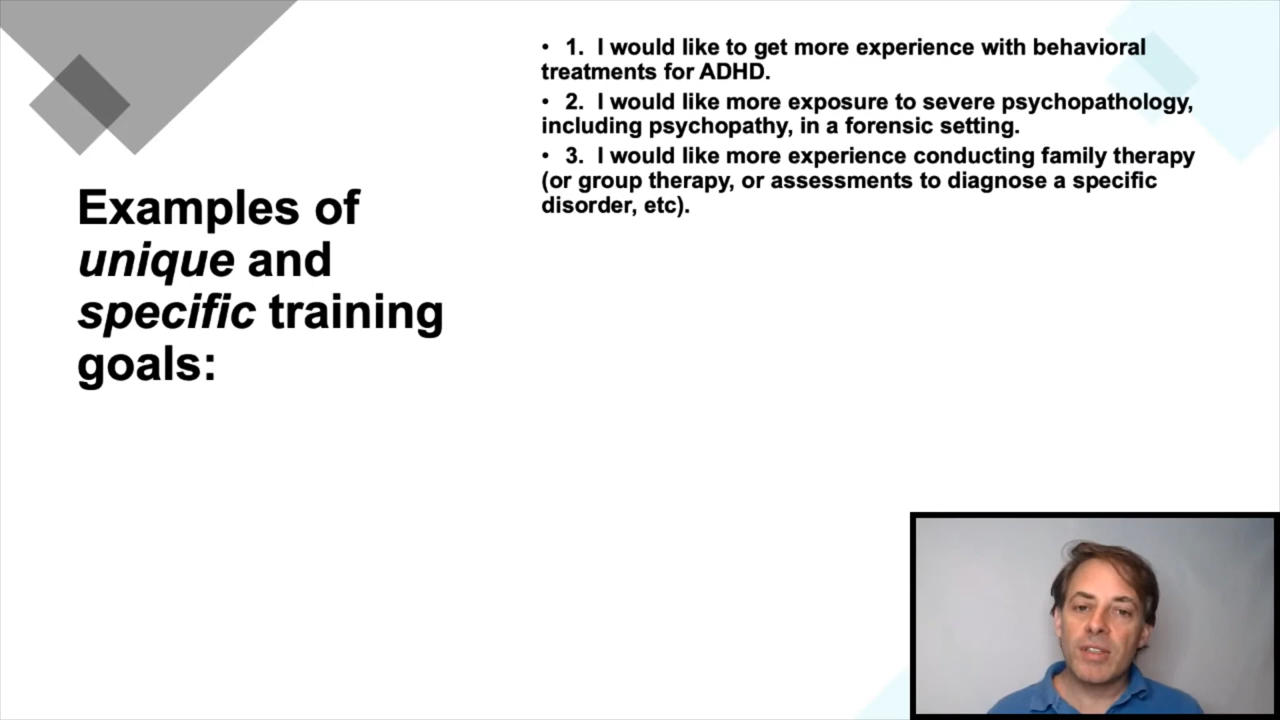 Examples of
unique and
specific training
goals:
• 1. I would like to get more experience with behavioral
treatments for ADHD.
• 2. I would like more exposure to severe psychopathology,
including psychopathy, in a forensic setting.
• 3. I would like more experience conducting family therapy
(or group therapy, or assessments to diagnose a specific
disorder, etc).